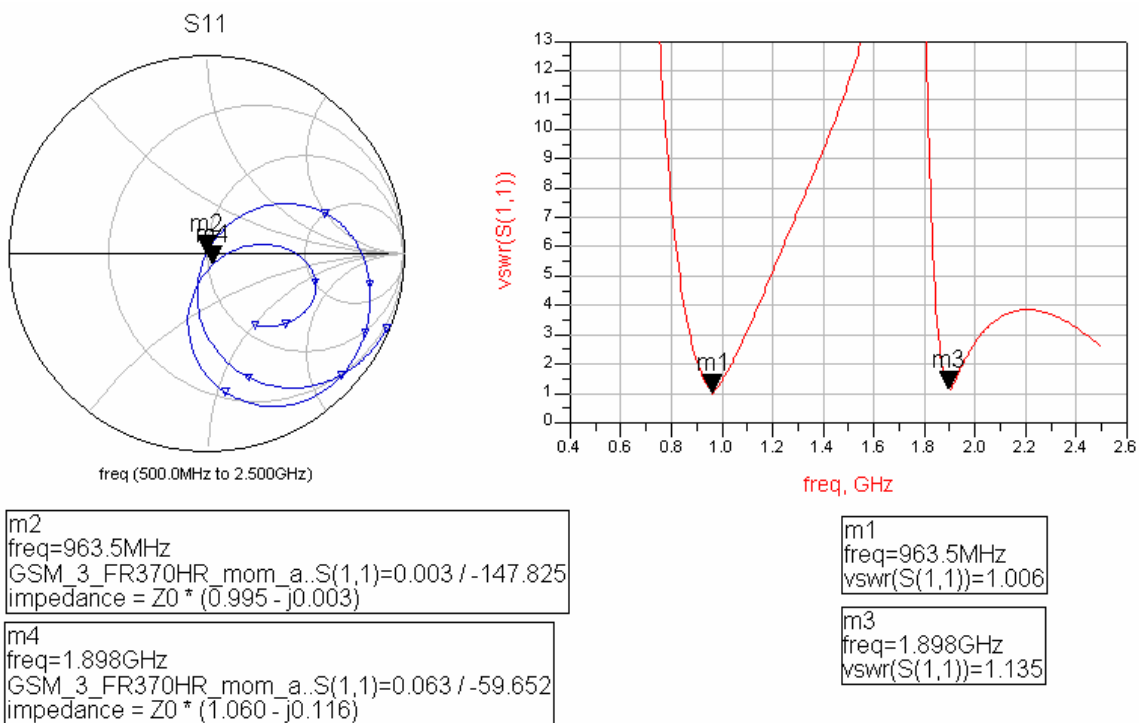 S11
m2
m4
freq (500.0MHz to 2.500GHz)
13
12
11
10
9
8
7
6
5
4
3
2
1
0
vswr(S(1,1))
m1
m3
0.4 0.6 0.8 1.0 1.2 1.4 1.6 1.8 2.0 2.2 2.4 2.6
freq, GHz
m2
freq=963.5MHz
GSM_3_FR370HR_mom_a..S(1,1)=0.003 / -147.825
impedance = Z0 * (0.995 - j0.003)
m4
freq=1.898GHz
GSM_3_FR370HR_mom_a..S(1,1)=0.063 / -59.652
impedance = Z0 * (1.060 - j0.116)
m1
freq=963.5MHz
vswr(S(1,1))=1.006
m3
freq=1.898GHz
vswr(S(1,1))=1.135